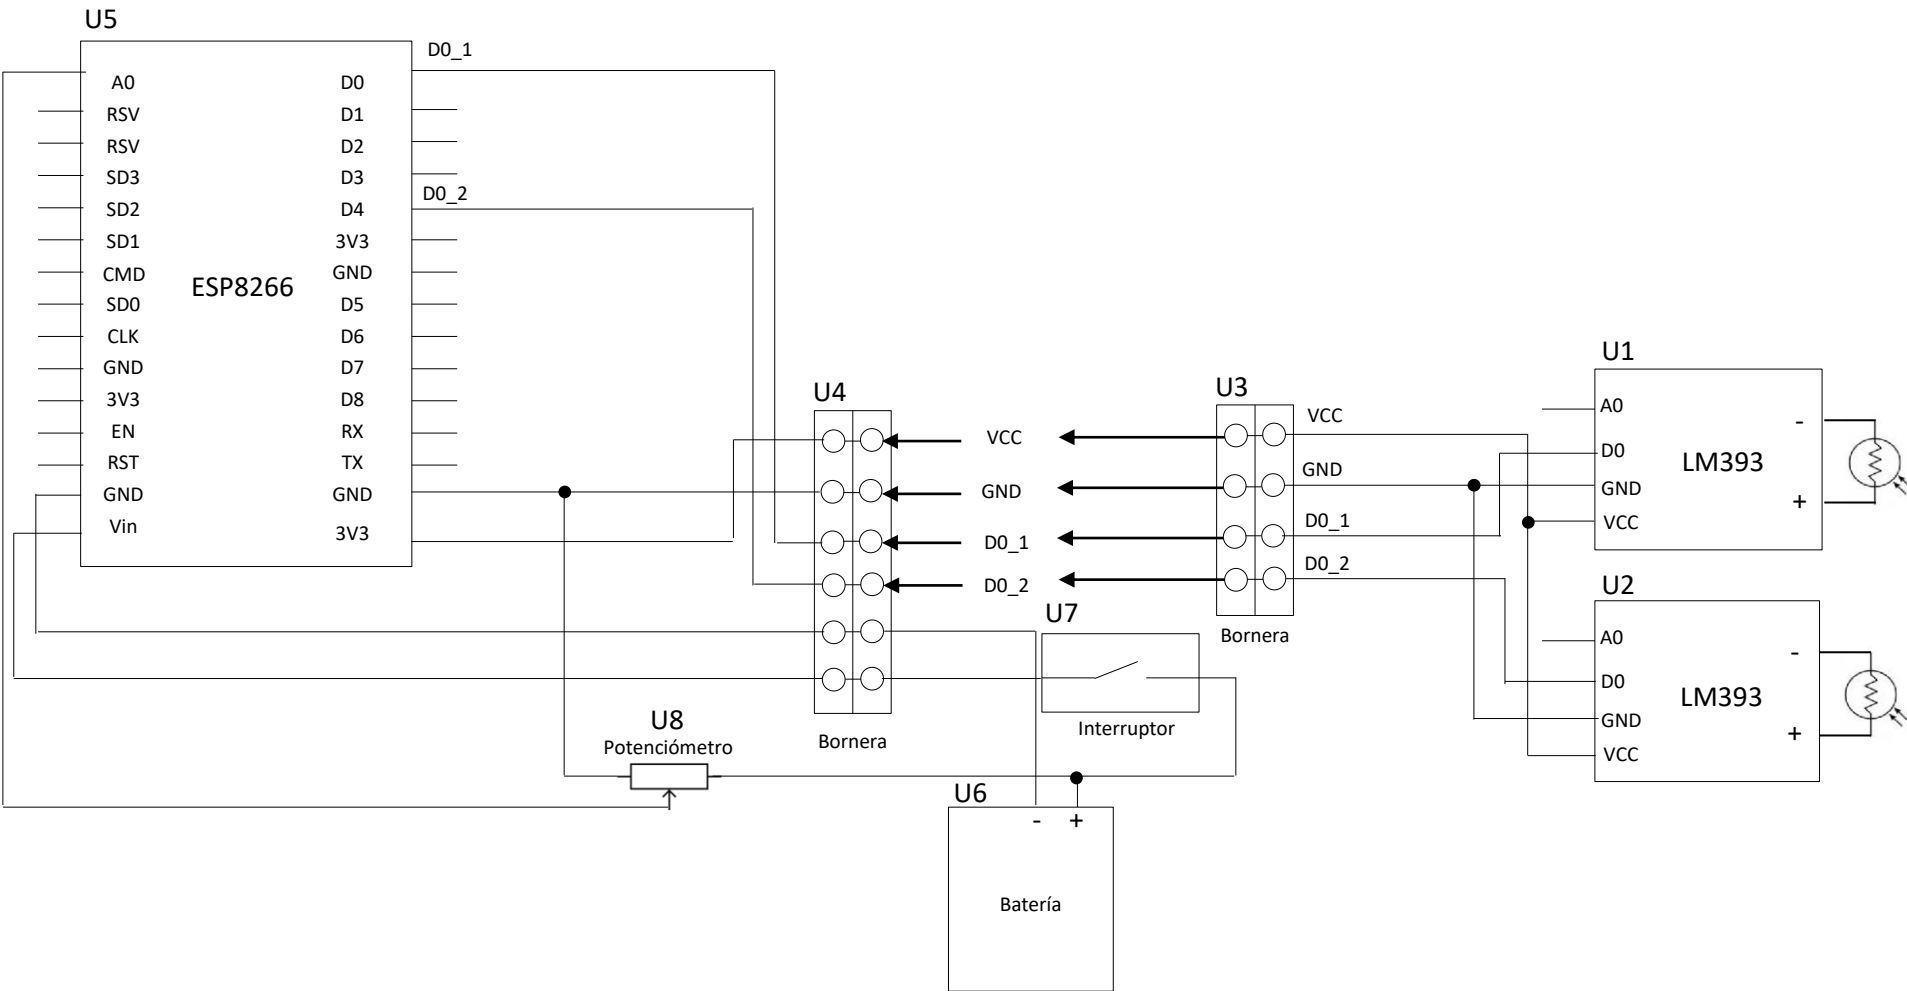 U5
D0_1
A0 D0
RSV D1
RSV D2
SD3 D3
D0_2
SD2 D4
SD1 3V3
CMD GND
ESP8266
SD0 D5
CLK D6
GND D7
3V3 D8
EN RX
RST TX
GND GND
Vin 3V3
U4
VCC
GND
D0_1
D0_2
Bornera
U3
VCC
GND
D0_1
D0_2
Bornera
U7
Interruptor
U8
Potenciómetro
U6
- +
Batería
U1
A0
D0
GND
VCC
LM393
-
+
U2
A0
D0
GND
VCC
LM393
-
+